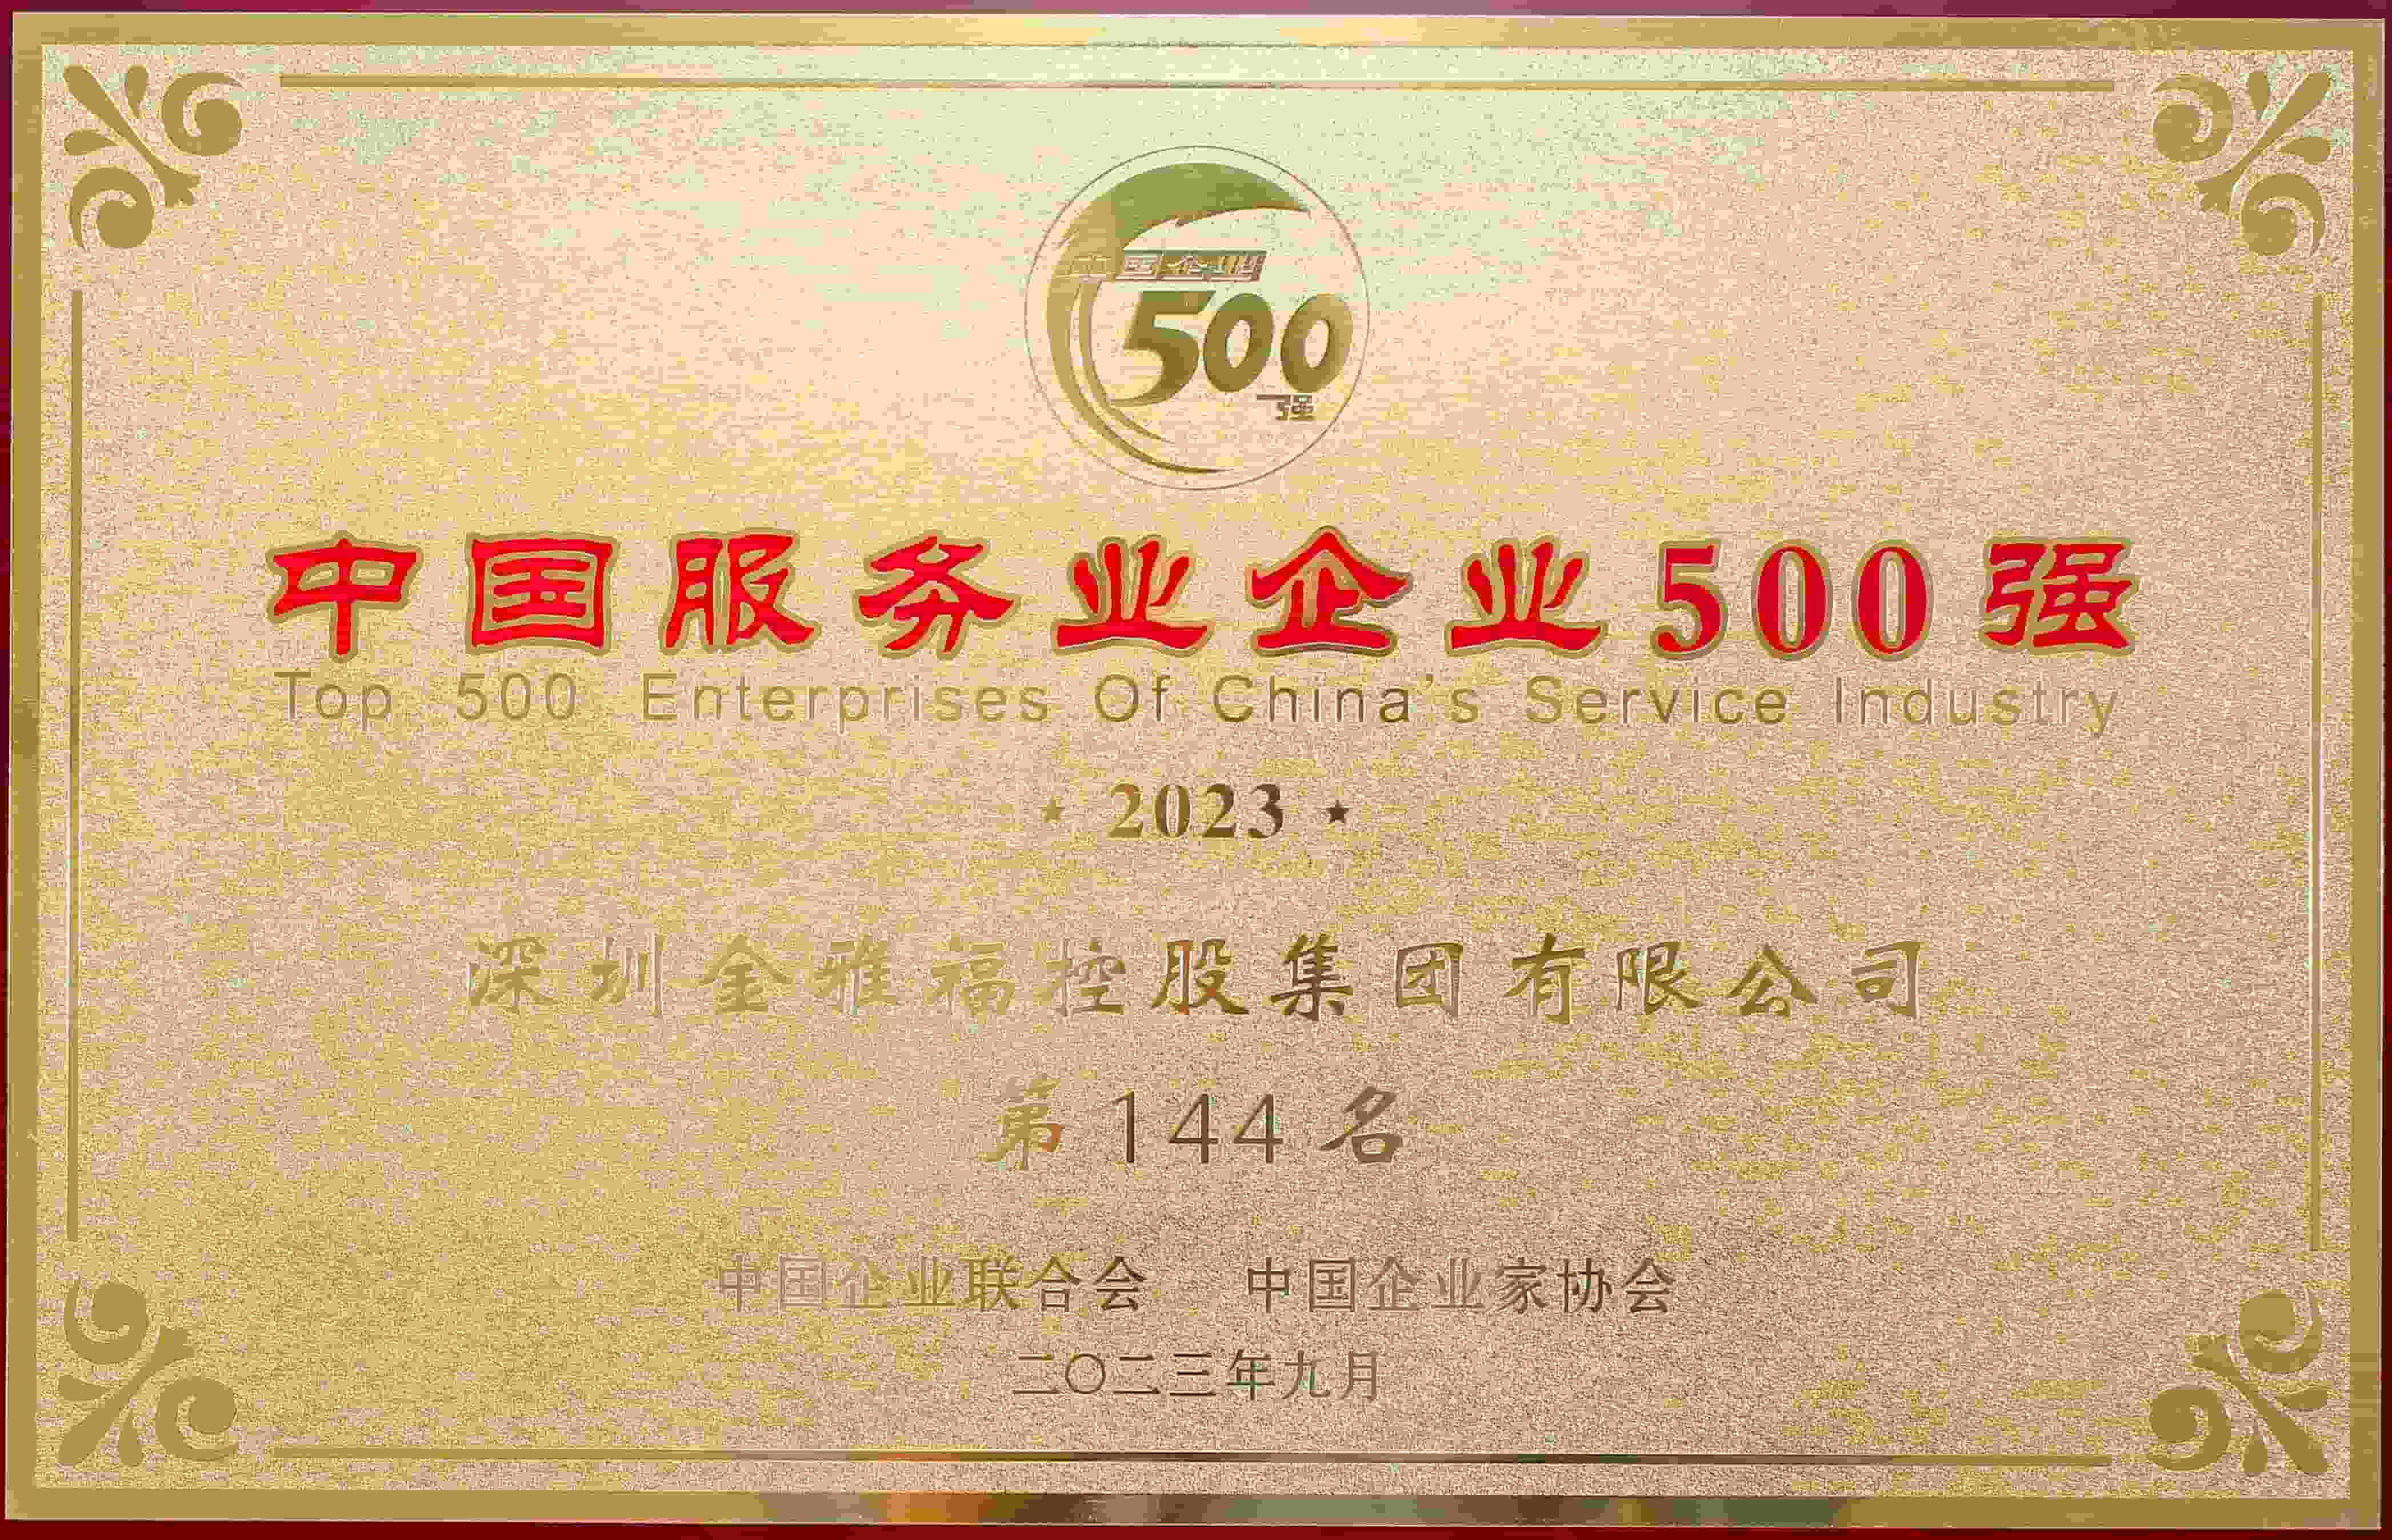 中国企业
500
强
中国服务业企业500强
Top 500 Enterprises Of China's Service Industry
2023
深圳金雅福控股集团有限公司
第144名
中国企业联合会 中国企业家协会
二〇二三年九月